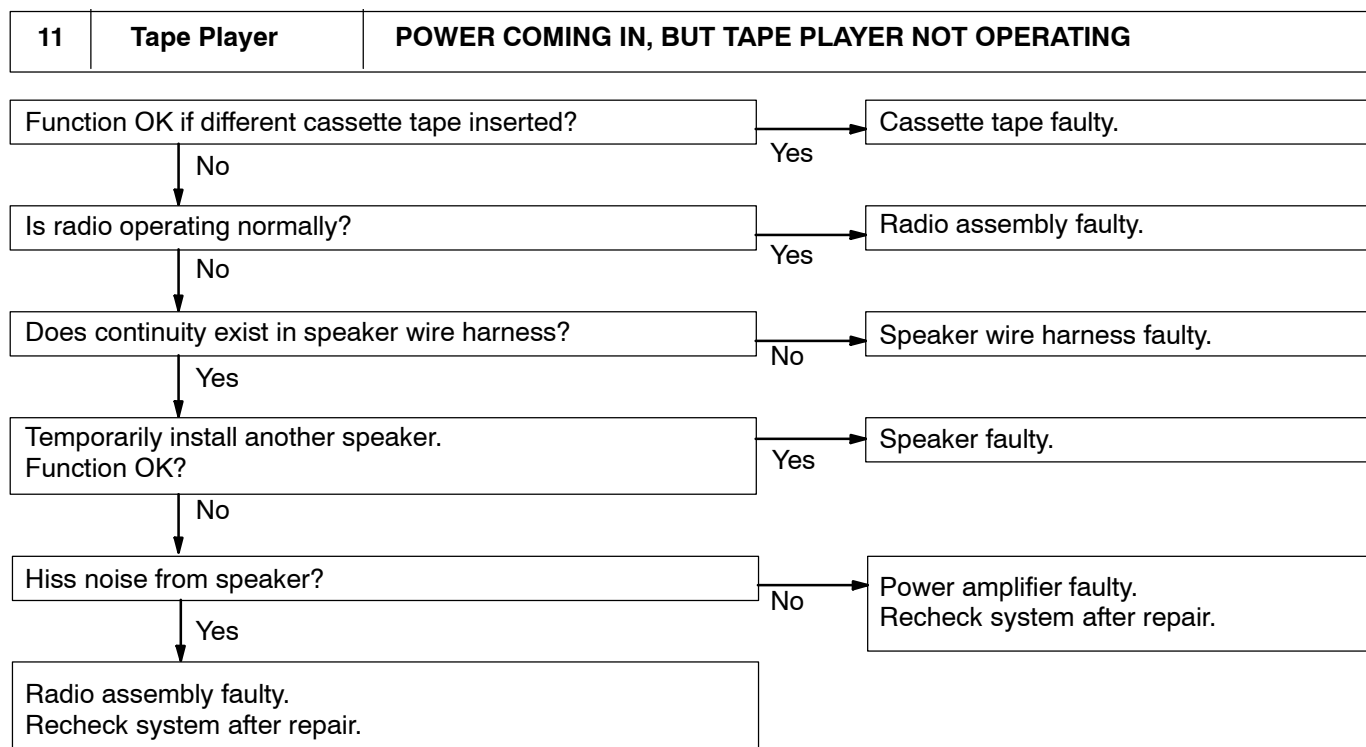 11 Tape Player POWER COMING IN, BUT TAPE PLAYER NOT OPERATING
Function OK if different cassette tape inserted?
Yes
Cassette tape faulty.
No
Is radio operating normally?
Yes
Radio assembly faulty.
No
Does continuity exist in speaker wire harness?
No
Speaker wire harness faulty.
Yes
Temporarily install another speaker.
Function OK?
Yes
Speaker faulty.
No
Hiss noise from speaker?
No
Power amplifier faulty.
Recheck system after repair.
Yes
Radio assembly faulty.
Recheck system after repair.